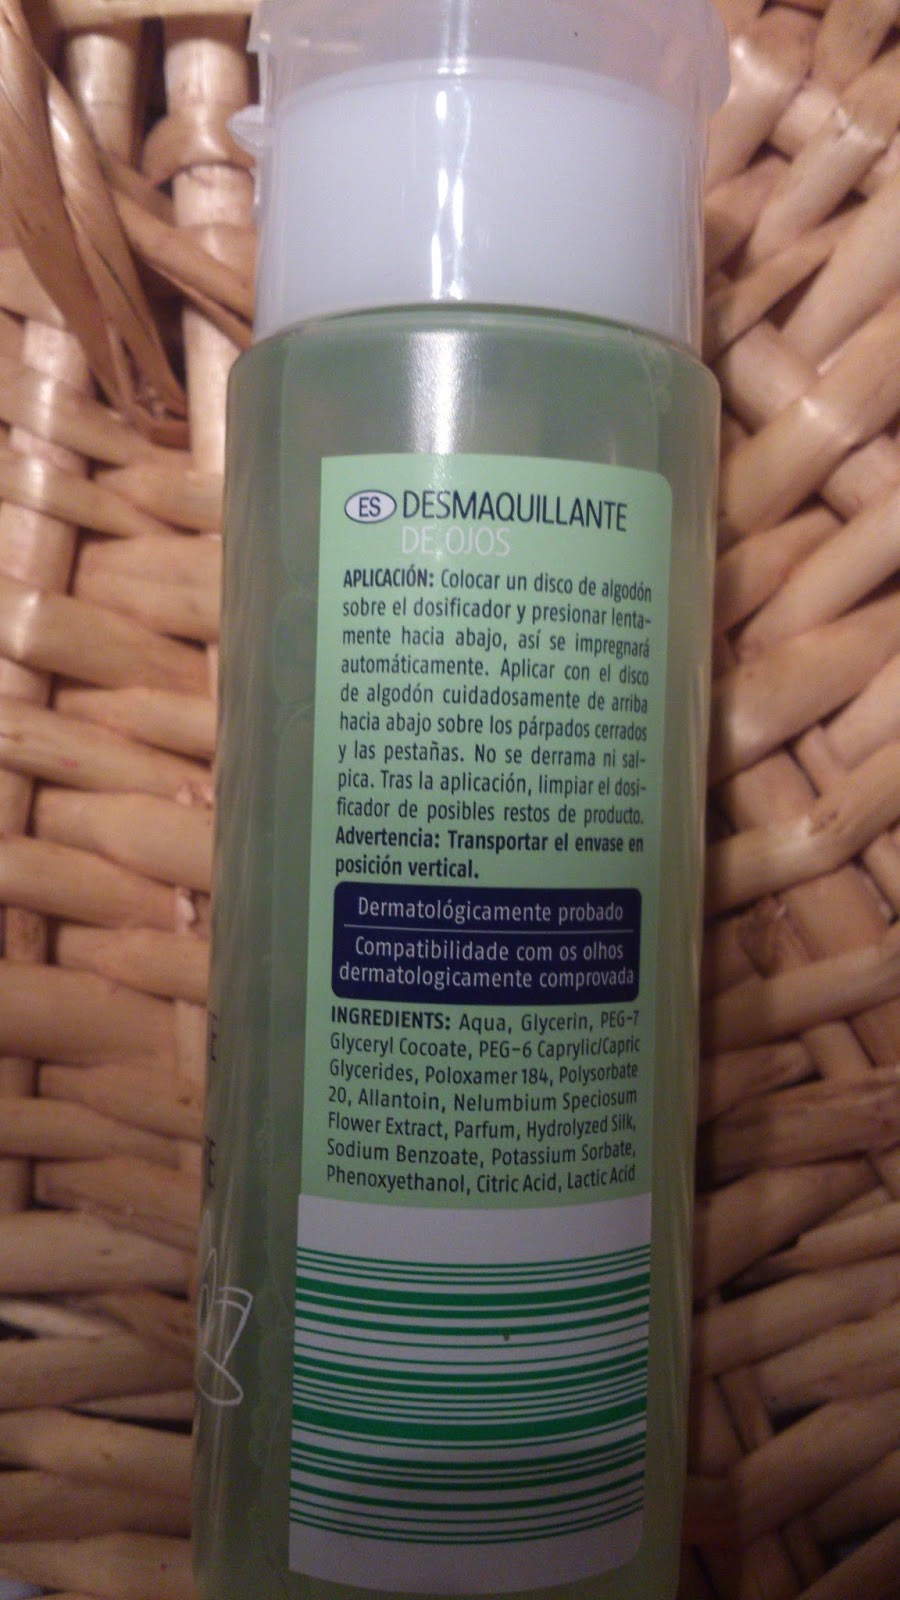 ES DESMAQUILLANTE
DE OJOS
APLICACIÓN: Colocar un disco de algodón
sobre el dosificador y presionar lenta-
mente hacia abajo, así se impregnará
automáticamente. Aplicar con el disco
de algodón cuidadosamente de arriba
hacia abajo sobre los párpados cerrados
y las pestañas. No se derrama ni sal-
pica. Tras la aplicación, limpiar el dosi-
ficador de posibles restos de producto.
Advertencia: Transportar el envase en
posición vertical.
Dermatológicamente probado
Compatibilidade com os olhos
dermatologicamente comprovada
INGREDIENTS: Aqua, Glycerin, PEG-7
Glyceryl Cocoate, PEG-6 Caprylic/Capric
Glycerides, Poloxamer 184, Polysorbate
20, Allantoin, Nelumbium Speciosum
Flower Extract, Parfum, Hydrolyzed Silk,
Sodium Benzoate, Potassium Sorbate,
Phenoxyethanol, Citric Acid, Lactic Acid